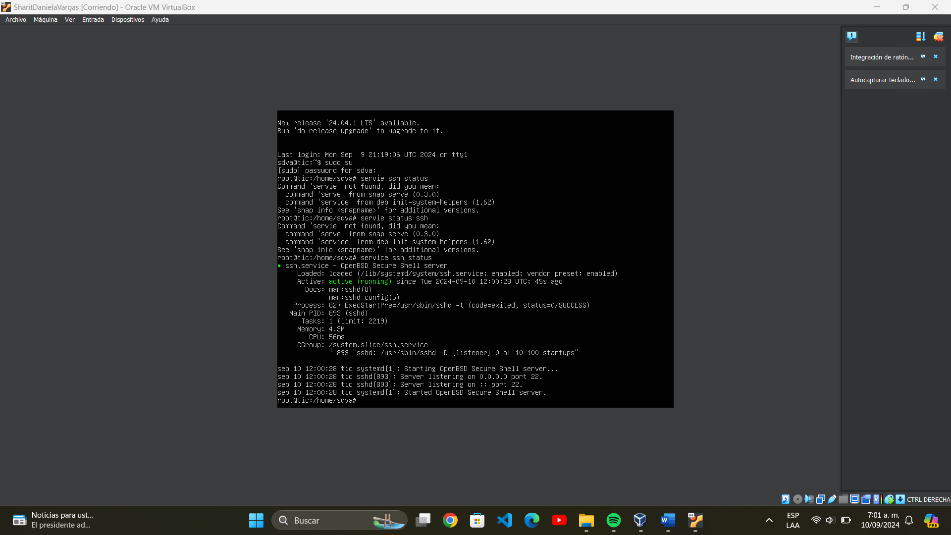 SharitDanielaVargas [Corriendo] - Oracle VM VirtualBox
Archivo Máquina Ver Entrada Dispositivos Ayuda
Integración de ratón...
Autocapturar teclado...
New release '24.04.1 LTS' available.
Run 'do-release-upgrade' to upgrade to it.
Last login: Mon Sep  9 21:19:06 UTC 2024 on tty1
sdva@tic:~$ sudo su
[sudo] password for sdva:
root@tic:/home/sdva# servie ssh status
Command 'servie' not found, did you mean:
command 'serve' from snap serve (0.3.0)
command 'service' from deb init-system-helpers (1.62)
See 'snap info <snapname>' for additional versions.
root@tic:/home/sdva# servie status ssh
Command 'servie' not found, did you mean:
command 'serve' from snap serve (0.3.0)
command 'service' from deb init-system-helpers (1.62)
See 'snap info <snapname>' for additional versions.
root@tic:/home/sdva# service ssh status
● ssh.service - OpenBSD Secure Shell server
Loaded: loaded (/lib/systemd/system/ssh.service; enabled; vendor preset: enabled)
Active: active (running) since Tue 2024-09-10 12:00:28 UTC; 49s ago
Docs: man:sshd(8)
man:sshd_config(5)
Process: ExecStartPre=/usr/sbin/sshd -t (code=exited, status=0/SUCCESS)
Main PID: 893 (sshd)
Tasks: 1 (limit: 2219)
Memory: 4.3M
CPU: 56ms
CGroup: /system.slice/ssh.service
└─893 "sshd: /usr/sbin/sshd -D [listener] 0 of 10-100 startups"
sep 10 12:00:28 tic systemd[1]: Starting OpenBSD Secure Shell server...
sep 10 12:00:28 tic sshd[893]: Server listening on 0.0.0.0 port 22.
sep 10 12:00:28 tic sshd[893]: Server listening on :: port 22.
sep 10 12:00:28 tic systemd[1]: Started OpenBSD Secure Shell server.
root@tic:/home/sdva#
CTRL DERECHA
Noticias para ust...
El presidente ad...
Buscar
ESP
LAA
7:01 a. m.
10/09/2024